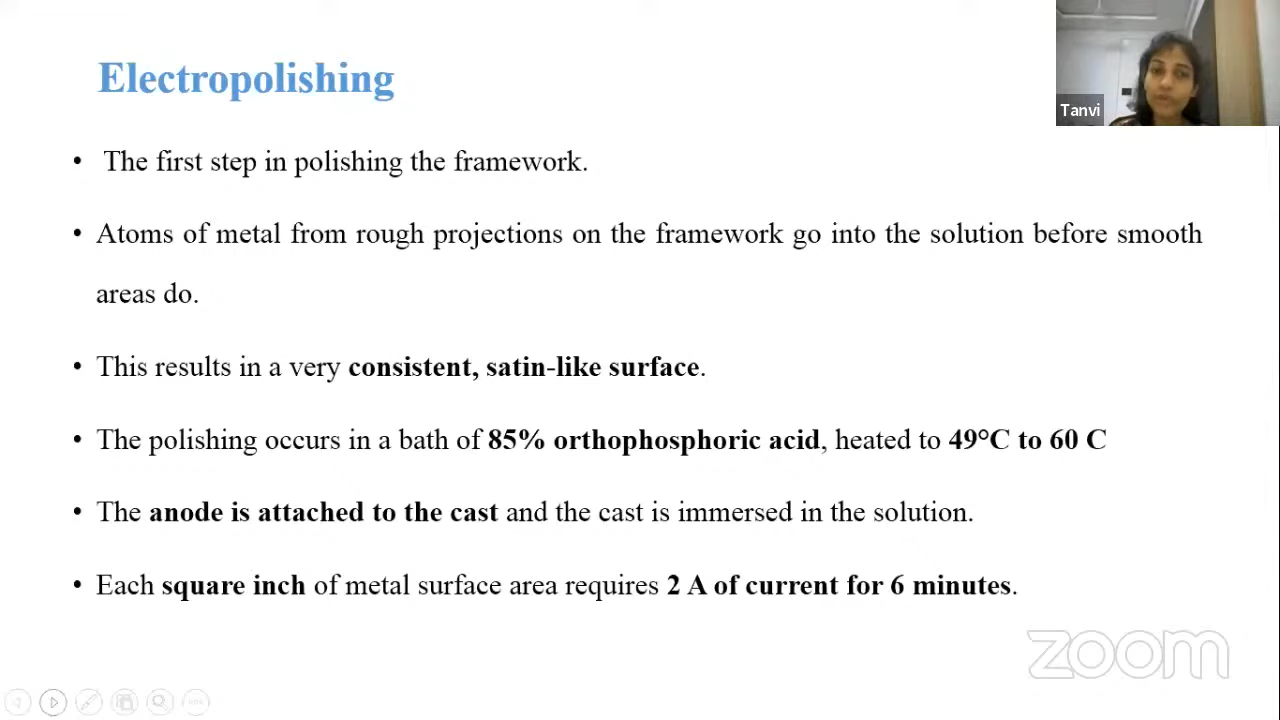 Electropolishing
Tanvi
• The first step in polishing the framework.
• Atoms of metal from rough projections on the framework go into the solution before smooth
areas do.
• This results in a very consistent, satin-like surface.
• The polishing occurs in a bath of 85% orthophosphoric acid, heated to 49°C to 60 C
• The anode is attached to the cast and the cast is immersed in the solution.
• Each square inch of metal surface area requires 2 A of current for 6 minutes.
zoom